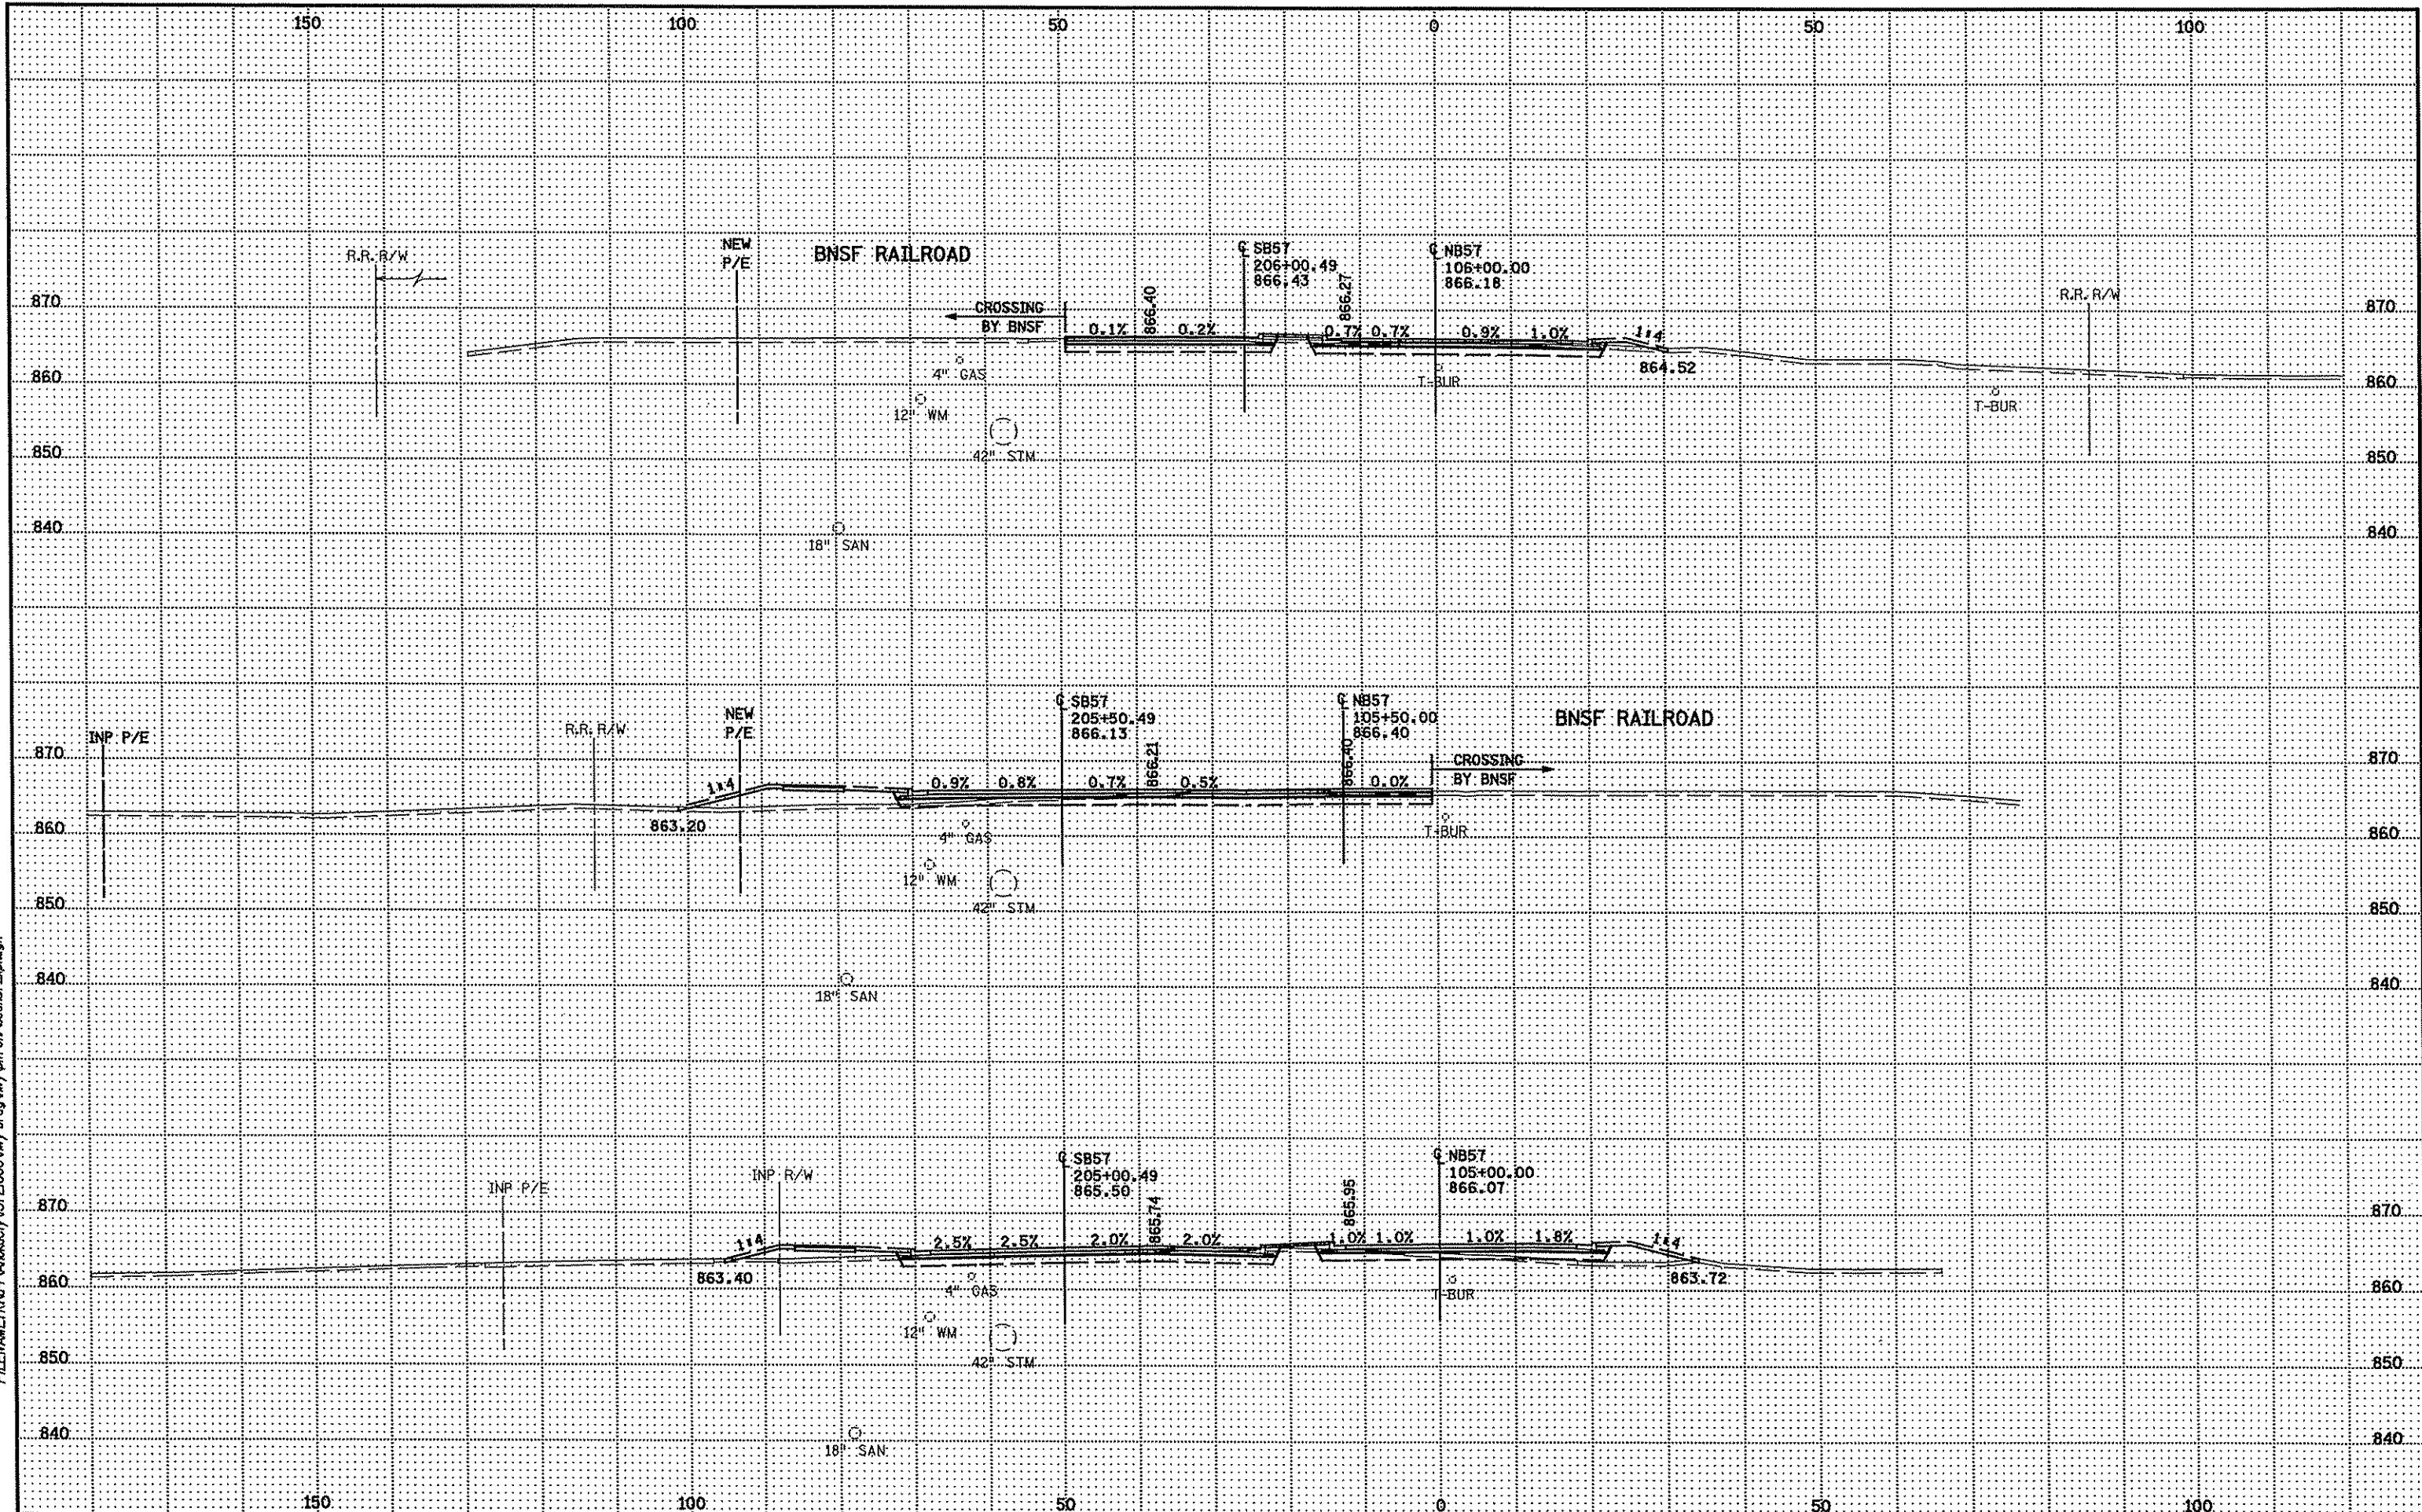 150 100 50 0 50 100
R.R. R/W
NEW
P/E
BNSF RAILROAD
CROSSING
BY BNSF
0.1%
866.40
0.2%
℄ SB57
206+00.49
866.43
866.27
0.7% 0.7%
℄ NB57
106+00.00
866.18
0.9% 1.0%
1:4
864.52
R.R. R/W
870 870
860 860
850 850
840 840
4" GAS
12" WM
42" STM
18" SAN
T-BUR
T-BUR
INP P/E
R.R. R/W
NEW
P/E
℄ SB57
205+50.49
866.13
866.21
℄ NB57
105+50.00
866.40
866.40
BNSF RAILROAD
CROSSING
BY BNSF
1:4
0.9% 0.8% 0.7% 0.5% 0.0%
863.20
870 870
860 860
850 850
840 840
4" GAS
12" WM
42" STM
18" SAN
T-BUR
INP P/E
INP R/W
℄ SB57
205+00.49
865.50
865.74
865.95
℄ NB57
105+00.00
866.07
1:4
2.5% 2.5% 2.0% 2.0% 1.0% 1.0% 1.0% 1.8%
1:4
863.40
863.72
870 870
860 860
850 850
840 840
4" GAS
12" WM
42" STM
18" SAN
T-BUR
150 100 50 0 50 100